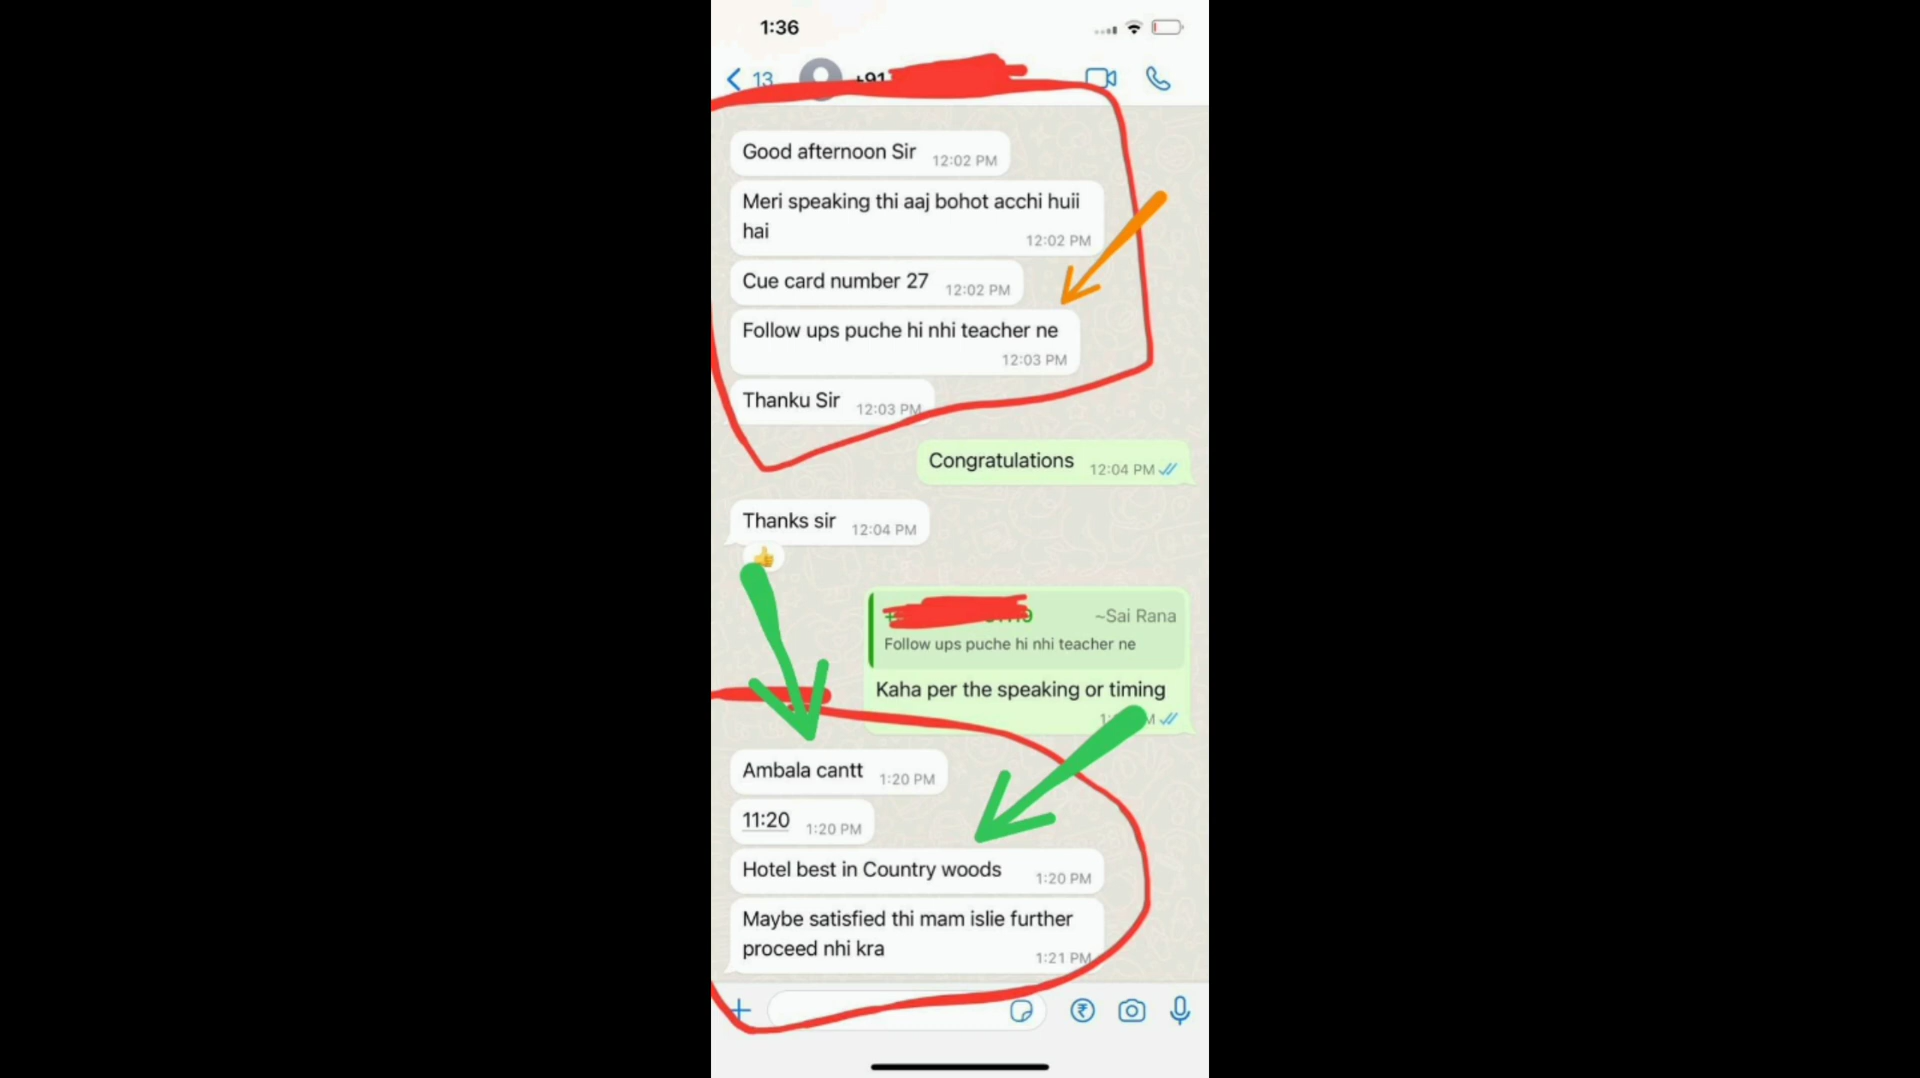 1:36
13
+91
Good afternoon Sir
12:02 PM
Meri speaking thi aaj bohot acchi huii
hai
12:02 PM
Cue card number 27
12:02 PM
Follow ups puche hi nhi teacher ne
12:03 PM
Thanku Sir
12:03 PM
Congratulations
12:04 PM
Thanks sir
12:04 PM
~Sai Rana
Follow ups puche hi nhi teacher ne
Kaha per the speaking or timing
Ambala cantt
1:20 PM
11:20
1:20 PM
Hotel best in Country woods
1:20 PM
Maybe satisfied thi mam islie further
proceed nhi kra
1:21 PM